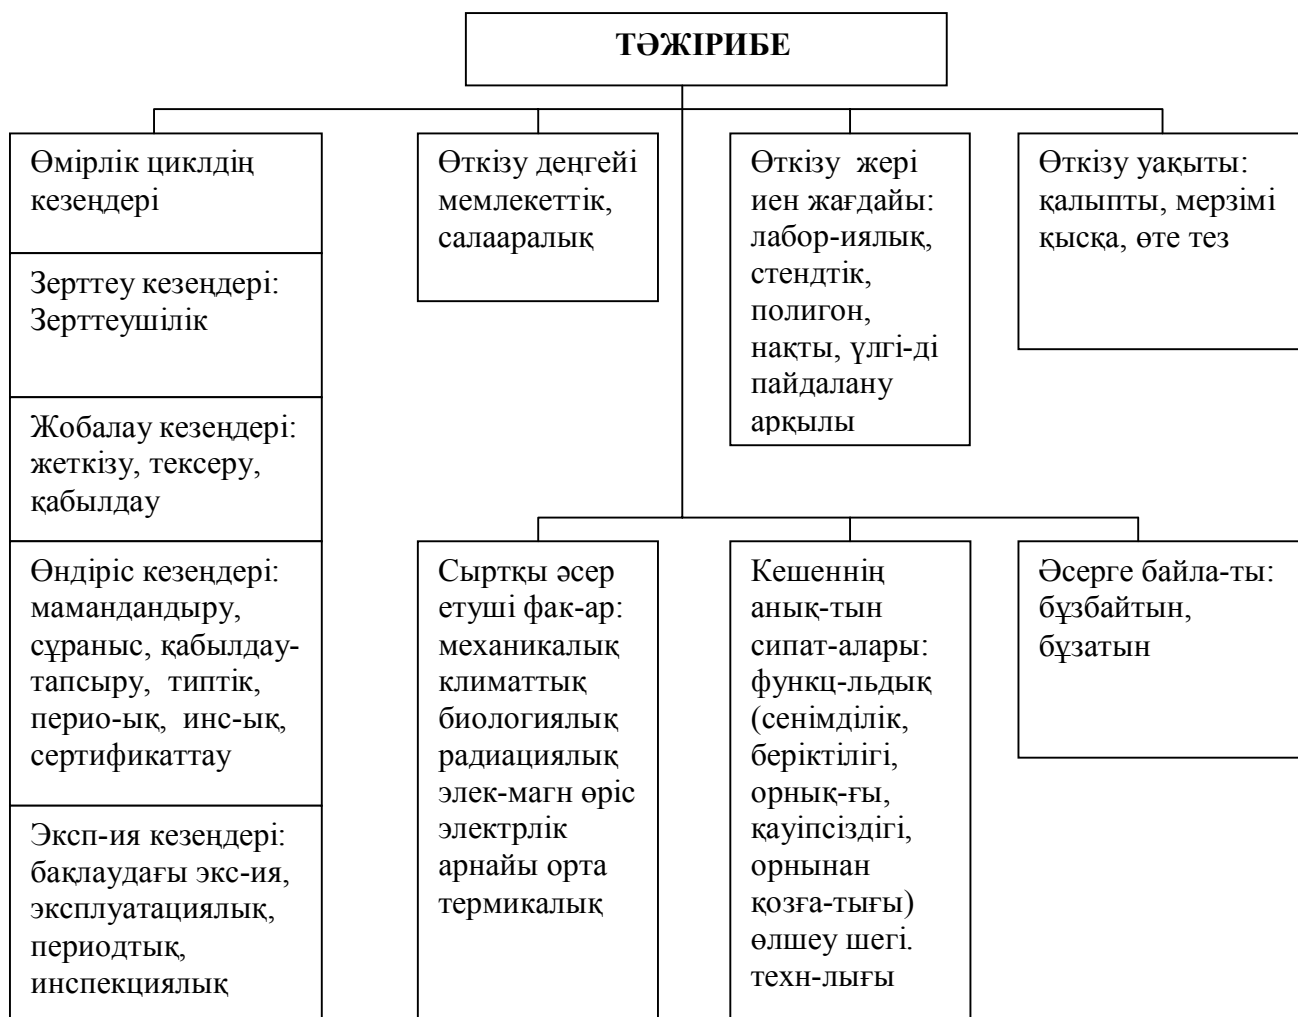 ТӘЖІРИБЕ
Өмірлік циклдің
кезеңдері
Зерттеу кезеңдері:
Зерттеушілік
Жобалау кезеңдері:
жеткізу, тексеру,
қабылдау
Өндіріс кезеңдері:
мамандандыру,
сұраныс, қабылдау-
тапсыру, типтік,
перио-ық, инс-ық,
сертификаттау
Эксп-ия кезеңдері:
бақлаудағы экс-ия,
эксплуатациялық,
периодтық,
инспекциялық
Өткізу деңгейі
мемлекеттік,
салааралық
Өткізу жері
иен жағдайы:
лабор-иялық,
стендтік,
полигон,
нақты, үлгі-ді
пайдалану
арқылы
Өткізу уақыты:
қалыпты, мерзімі
қысқа, өте тез
Сыртқы әсер
етуші фак-ар:
механикалық
климаттық
биологиялық
радиациялық
элек-магн өріс
электрлік
арнайы орта
термикалық
Кешеннің
анық-тын
сипат-алары:
функц-льдық
(сенімділік,
беріктілігі,
орнық-ғы,
қауіпсіздігі,
орнынан
қозға-тығы)
өлшеу шегі.
техн-лығы
Әсерге байла-ты:
бұзбайтын,
бұзатын